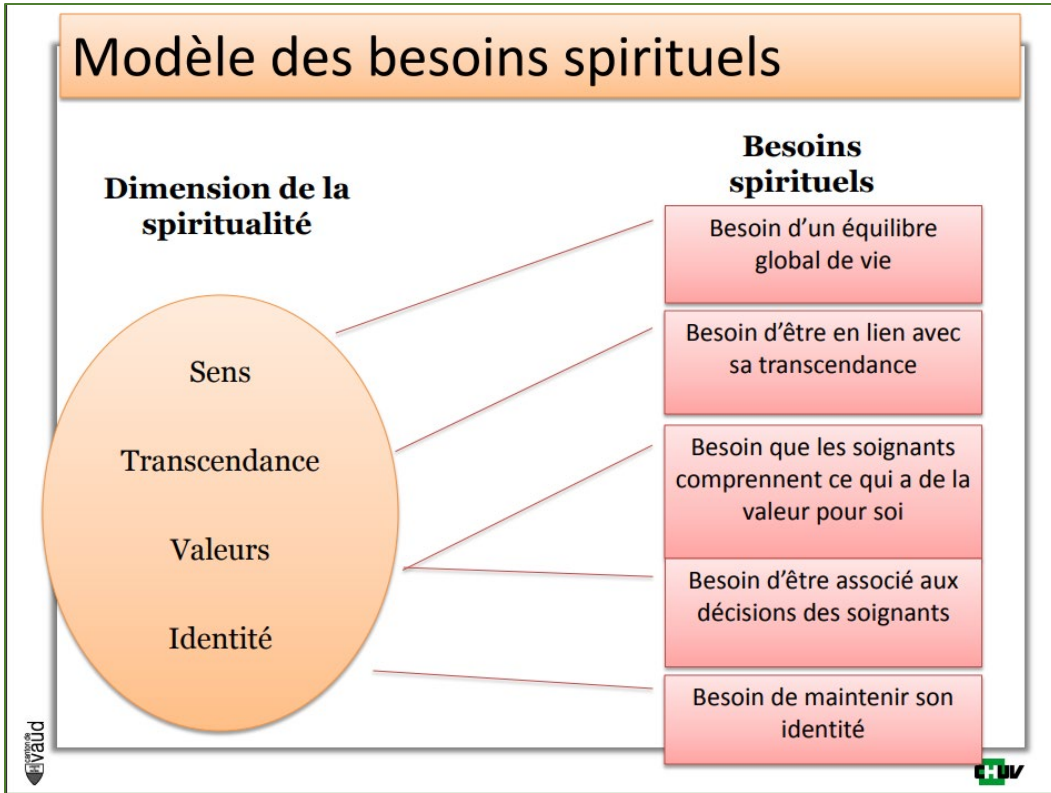 Modèle des besoins spirituels
Dimension de la
spiritualité
Sens
Transcendance
Valeurs
Identité
Besoins
spirituels
Besoin d’un équilibre
global de vie
Besoin d’être en lien avec
sa transcendance
Besoin que les soignants
comprennent ce qui a de la
valeur pour soi
Besoin d’être associé aux
décisions des soignants
Besoin de maintenir son
identité
canton de
vaud
CHUV